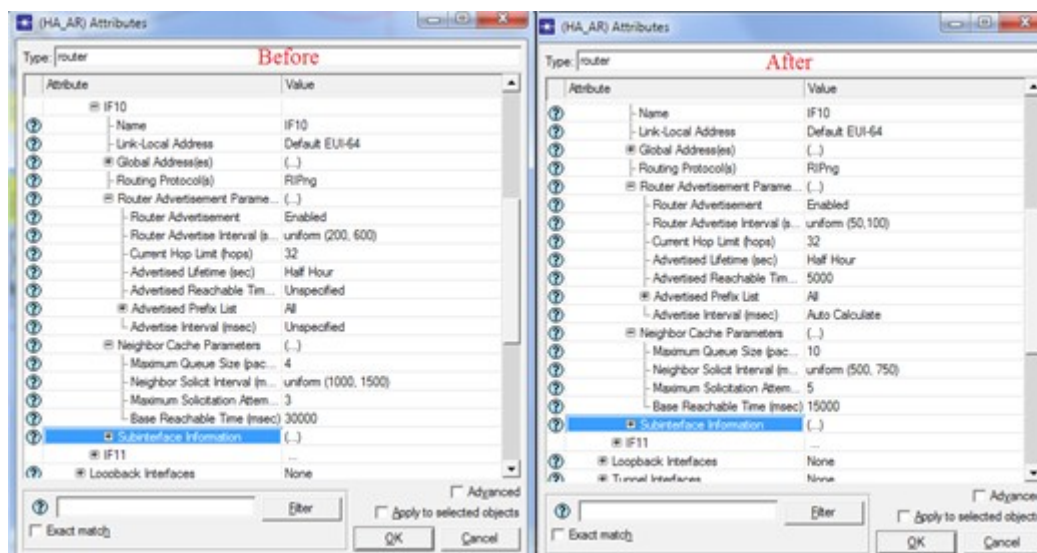 (HA_AR) Attributes
Type: router
Before
Attribute Value
IF10
Name IF10
Link-Local Address Default EUI-64
Global Address(es) (...)
Routing Protocol(s) RIPng
Router Advertisement Parame... (...)
Router Advertisement Enabled
Router Advertise Interval (s... uniform (200, 600)
Current Hop Limit (hops) 32
Advertised Lifetime (sec) Half Hour
Advertised Reachable Tim... Unspecified
Advertised Prefix List All
Advertise Interval (msec) Unspecified
Neighbor Cache Parameters (...)
Maximum Queue Size (pac... 4
Neighbor Solicit Interval (m... uniform (1000, 1500)
Maximum Solicitation Attem... 3
Base Reachable Time (msec) 30000
Subinterface Information (...)
IF11 ...
Loopback Interfaces None
Advanced
Filter
Apply to selected objects
Exact match
OK Cancel
(HA_AR) Attributes
Type: router
After
Attribute Value
Name IF10
Link-Local Address Default EUI-64
Global Address(es) (...)
Routing Protocol(s) RIPng
Router Advertisement Parame... (...)
Router Advertisement Enabled
Router Advertise Interval (s... uniform (50,100)
Current Hop Limit (hops) 32
Advertised Lifetime (sec) Half Hour
Advertised Reachable Tim... 5000
Advertised Prefix List All
Advertise Interval (msec) Auto Calculate
Neighbor Cache Parameters (...)
Maximum Queue Size (pac... 10
Neighbor Solicit Interval (m... uniform (500, 750)
Maximum Solicitation Attem... 5
Base Reachable Time (msec) 15000
Subinterface Information (...)
IF11 ...
Loopback Interfaces None
Tunnel Interfaces None
Advanced
Filter
Apply to selected objects
Exact match
OK Cancel